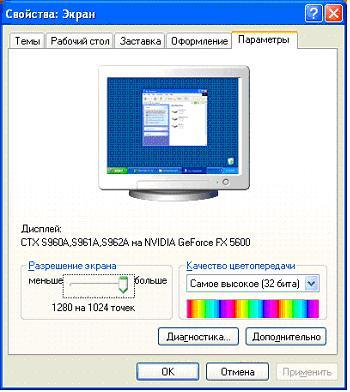 Свойства: Экран
Темы Рабочий стол Заставка Оформление Параметры
Дисплей:
CTX S960A,S961A,S962A на NVIDIA GeForce FX 5600
Разрешение экрана
меньше больше
1280 на 1024 точек
Качество цветопередачи
Самое высокое (32 бита)
Диагностика... Дополнительно
ОК Отмена Применить